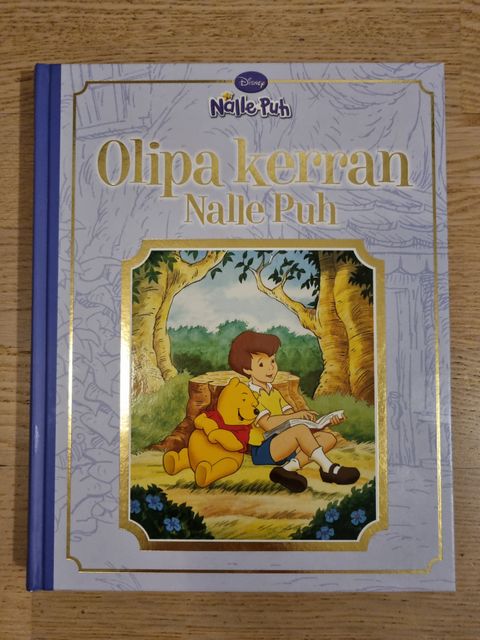 Disney
Nalle Puh
Olipa kerran
Nalle Puh